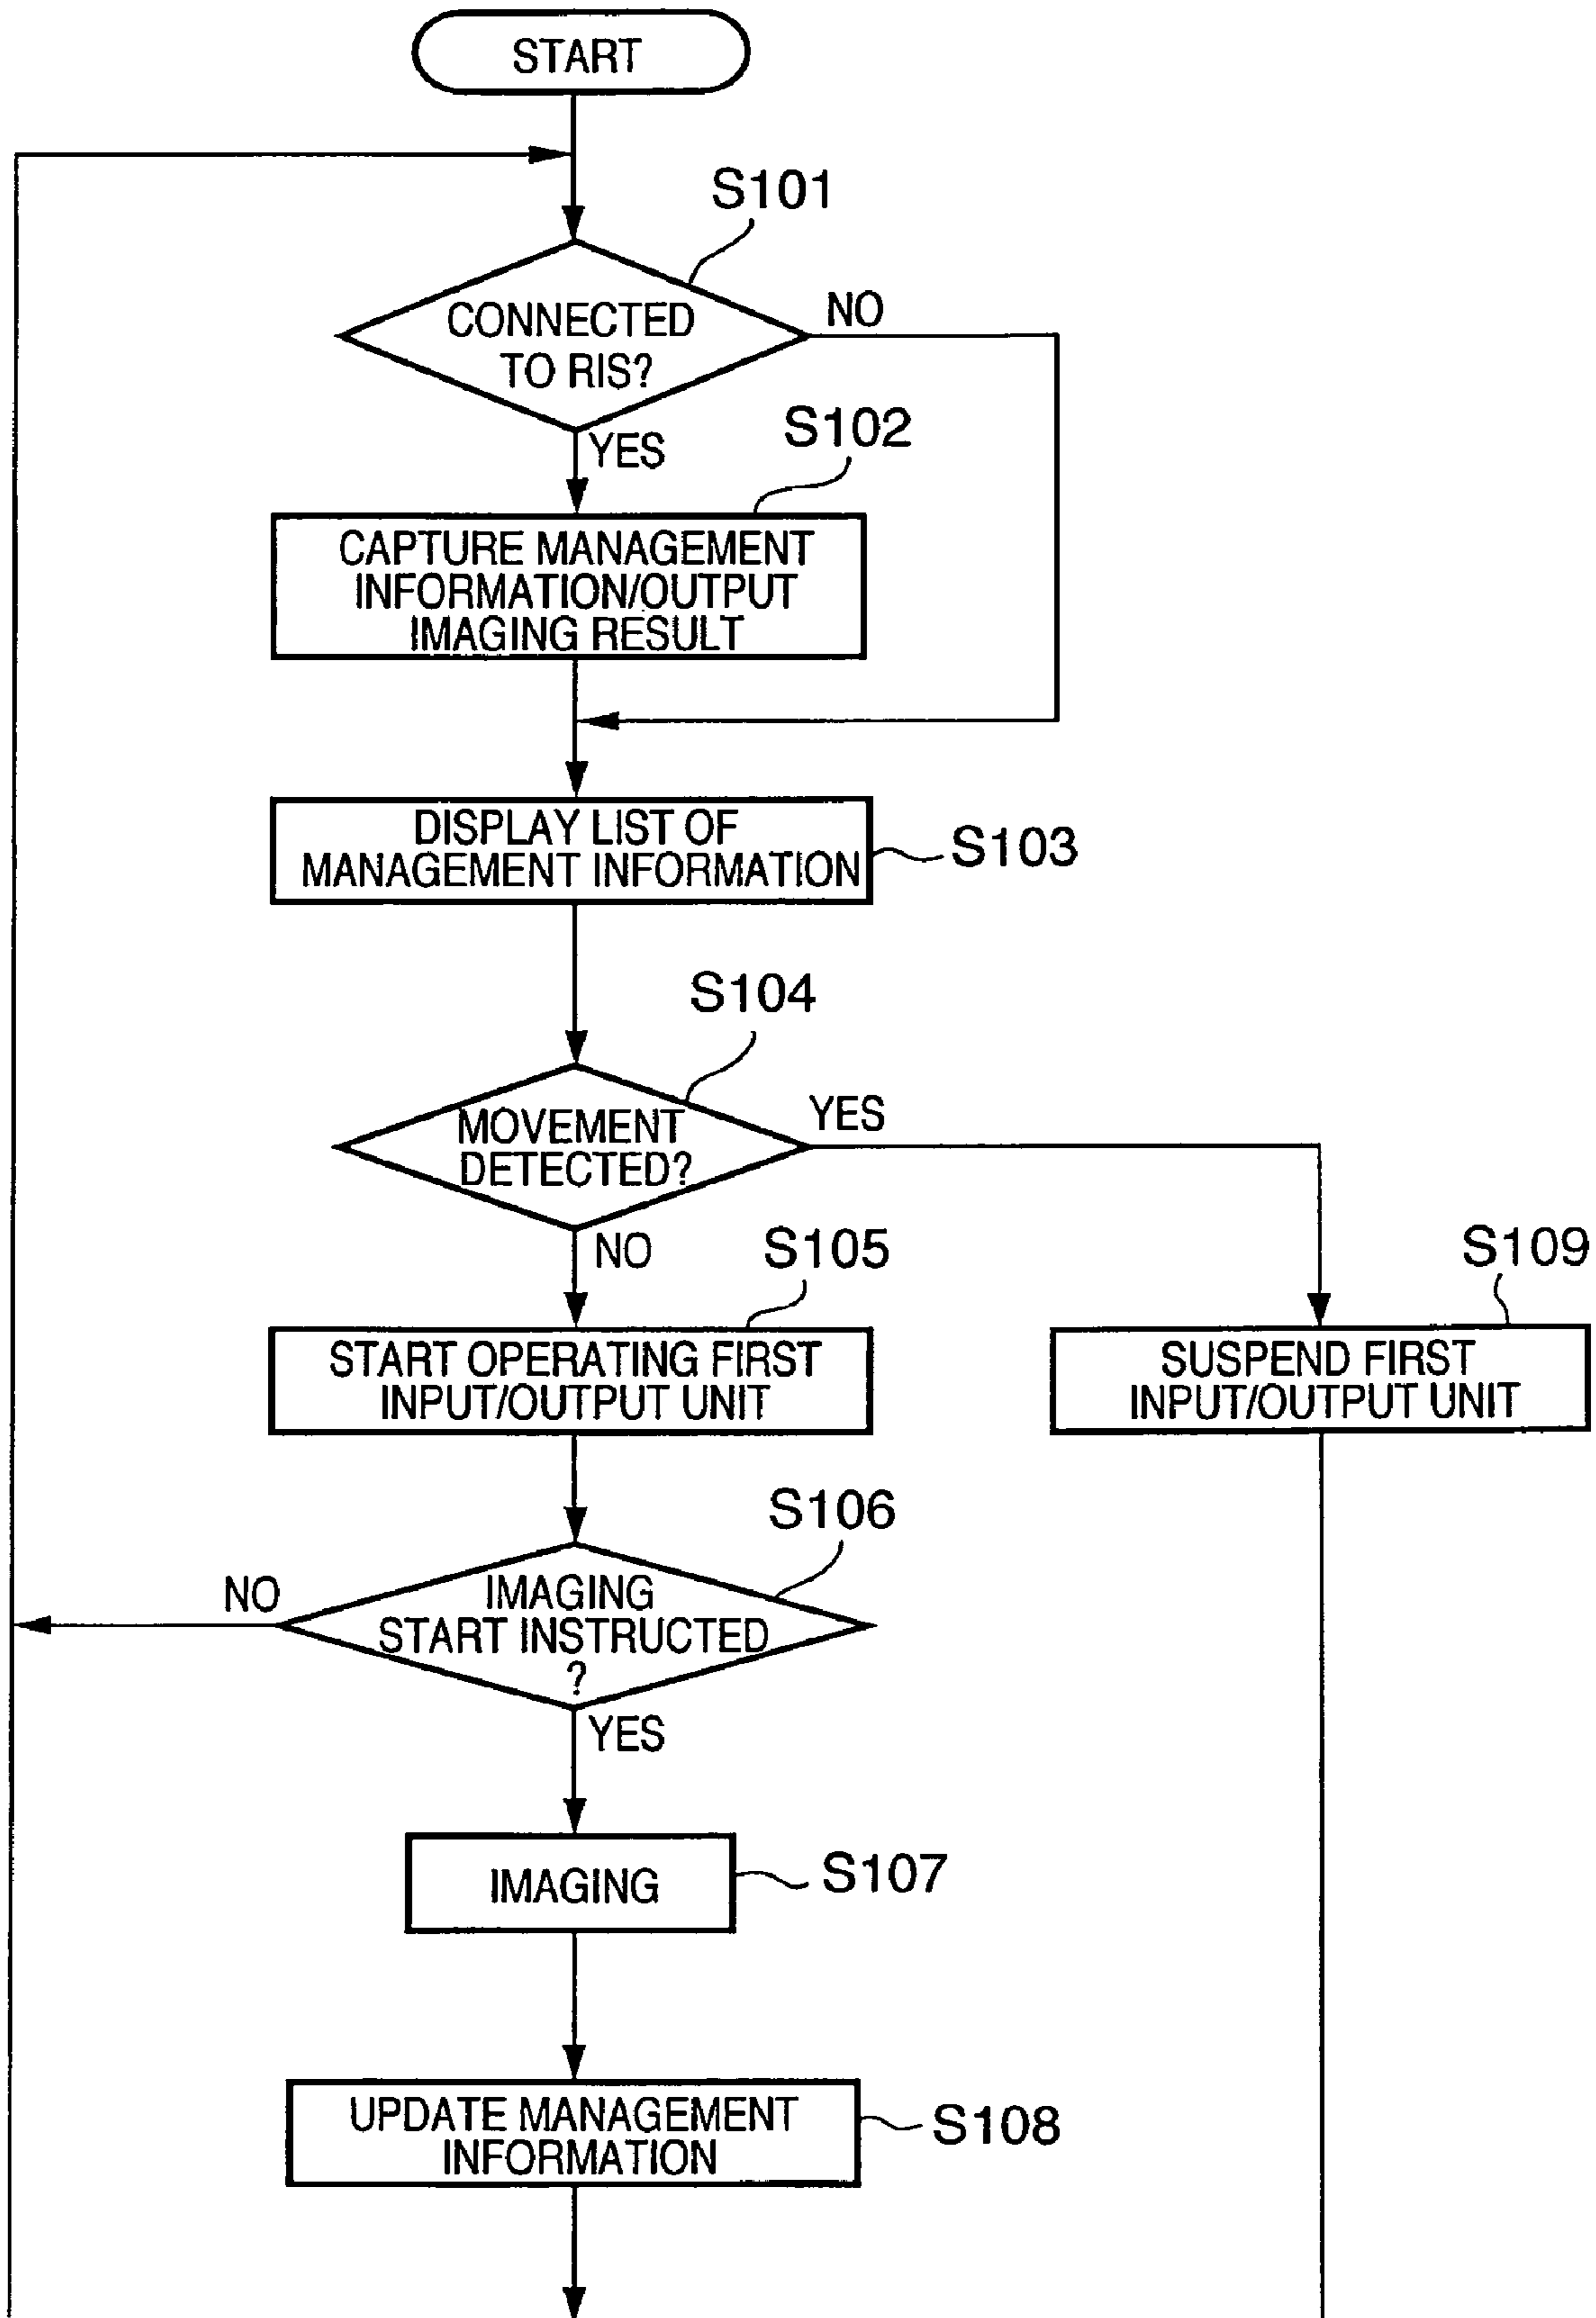 START
S101
CONNECTED
TO RIS?
NO
YES
S102
CAPTURE MANAGEMENT
INFORMATION/OUTPUT
IMAGING RESULT
DISPLAY LIST OF
MANAGEMENT INFORMATION
S103
S104
MOVEMENT
DETECTED?
YES
NO
S105
START OPERATING FIRST
INPUT/OUTPUT UNIT
S109
SUSPEND FIRST
INPUT/OUTPUT UNIT
S106
IMAGING
START INSTRUCTED
?
NO
YES
IMAGING
S107
UPDATE MANAGEMENT
INFORMATION
S108